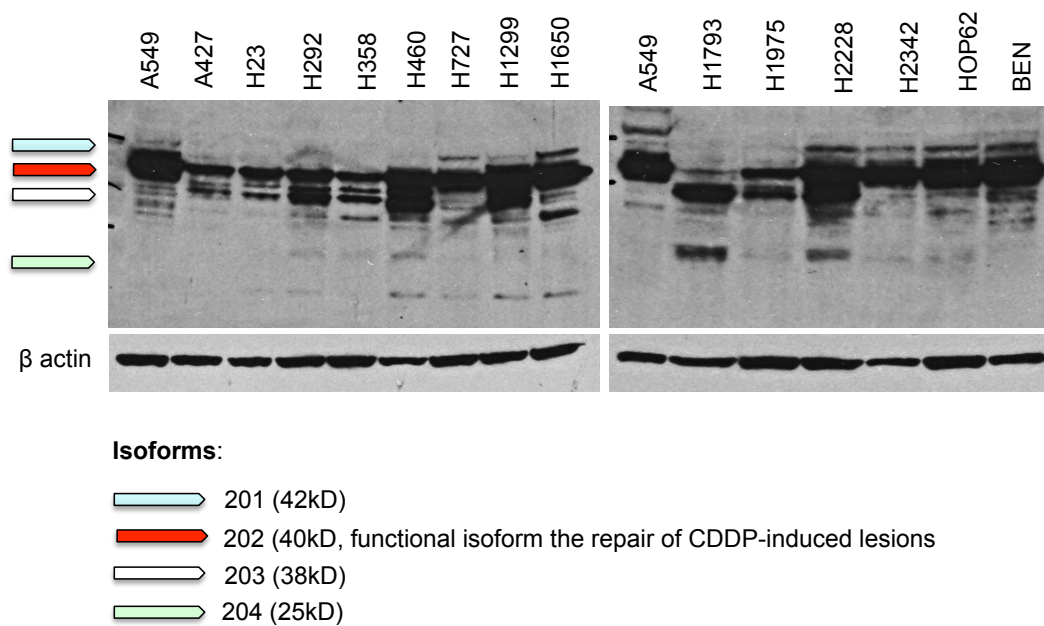 A549 A427 H23 H292 H358 H460 H727 H1299 H1650 A549 H1793 H1975 H2228 H2342 HOP62 BEN
β actin
Isoforms:
201 (42kD)
202 (40kD, functional isoform the repair of CDDP-induced lesions
203 (38kD)
204 (25kD)